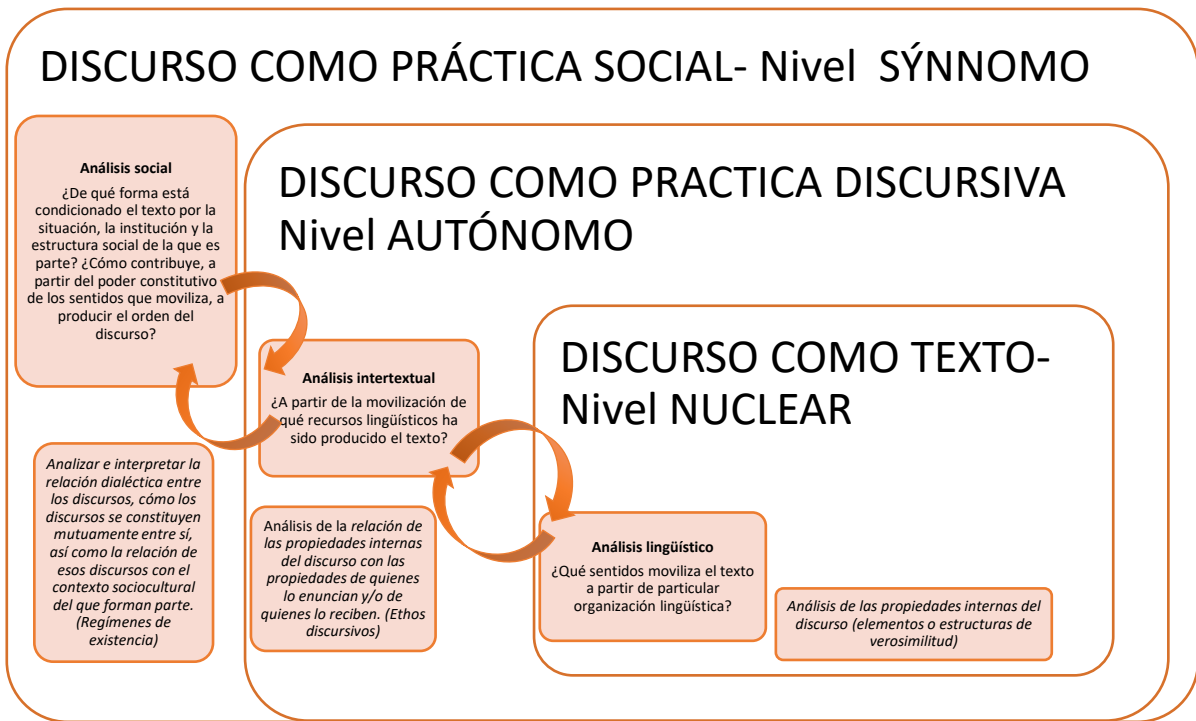 DISCURSO COMO PRÁCTICA SOCIAL- Nivel SÝNNOMO
Análisis social
¿De qué forma está
condicionado el texto por la
situación, la institución y la
estructura social de la que es
parte? ¿Cómo contribuye, a
partir del poder constitutivo
de los sentidos que moviliza, a
producir el orden del
discurso?
Analizar e interpretar la
relación dialéctica entre
los discursos, cómo los
discursos se constituyen
mutuamente entre sí,
así como la relación de
esos discursos con el
contexto sociocultural
del que forman parte.
(Regímenes de
existencia)
DISCURSO COMO PRACTICA DISCURSIVA
Nivel AUTÓNOMO
Análisis intertextual
¿A partir de la movilización de
qué recursos lingüísticos ha
sido producido el texto?
Análisis de la relación de
las propiedades internas
del discurso con las
propiedades de quienes
lo enuncian y/o de
quienes lo reciben. (Ethos
discursivos)
DISCURSO COMO TEXTO-
Nivel NUCLEAR
Análisis lingüístico
¿Qué sentidos moviliza el texto
a partir de particular
organización lingüística?
Análisis de las propiedades internas del
discurso (elementos o estructuras de
verosimilitud)